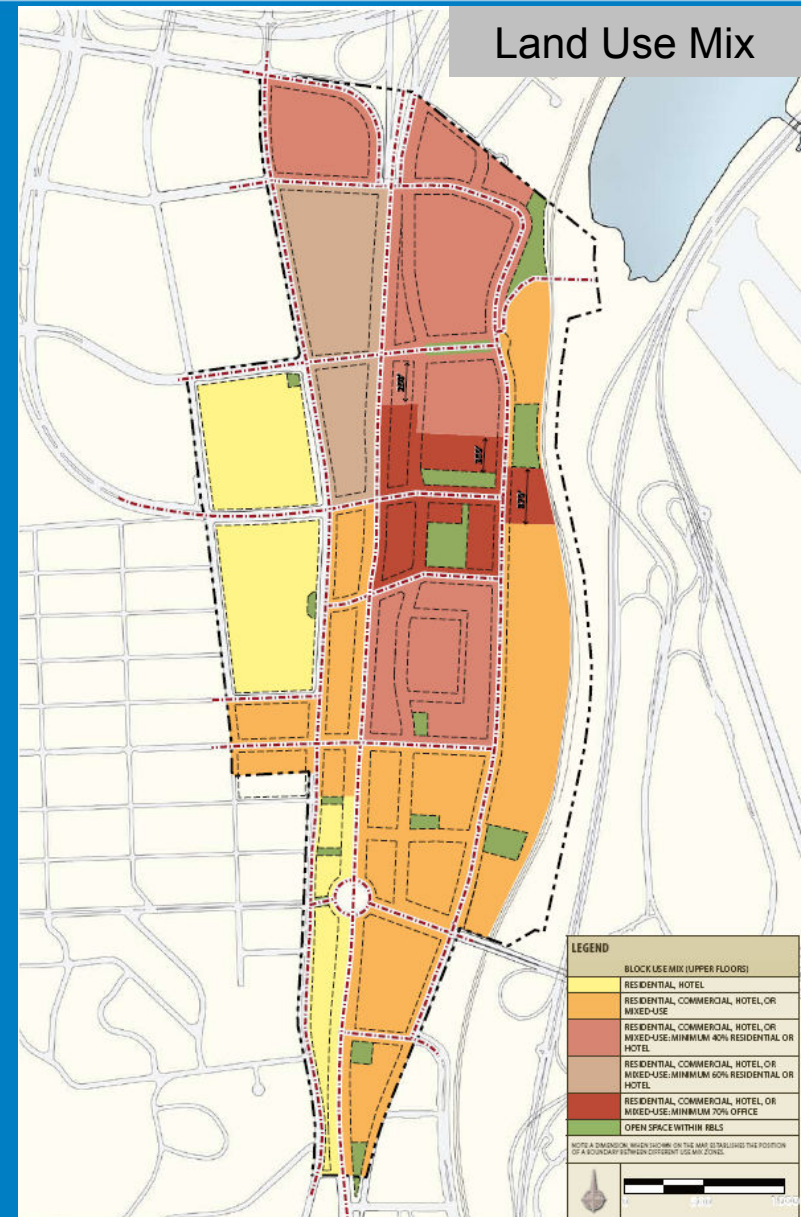 Land Use Mix
LEGEND
BLOCK USE MIX (UPPER FLOORS)
RESIDENTIAL, HOTEL
RESIDENTIAL, COMMERCIAL, HOTEL, OR
MIXED-USE
RESIDENTIAL, COMMERCIAL, HOTEL, OR
MIXED-USE: MINIMUM 40% RESIDENTIAL OR
HOTEL
RESIDENTIAL, COMMERCIAL, HOTEL, OR
MIXED-USE: MINIMUM 60% RESIDENTIAL OR
HOTEL
RESIDENTIAL, COMMERCIAL, HOTEL, OR
MIXED-USE: MINIMUM 70% OFFICE
OPEN SPACE WITHIN RBLS
NOTE: A DIMENSION, WHEN SHOWN ON THE MAP, ESTABLISHES THE POSITION
OF A BOUNDARY BETWEEN DIFFERENT USE MIX ZONES.